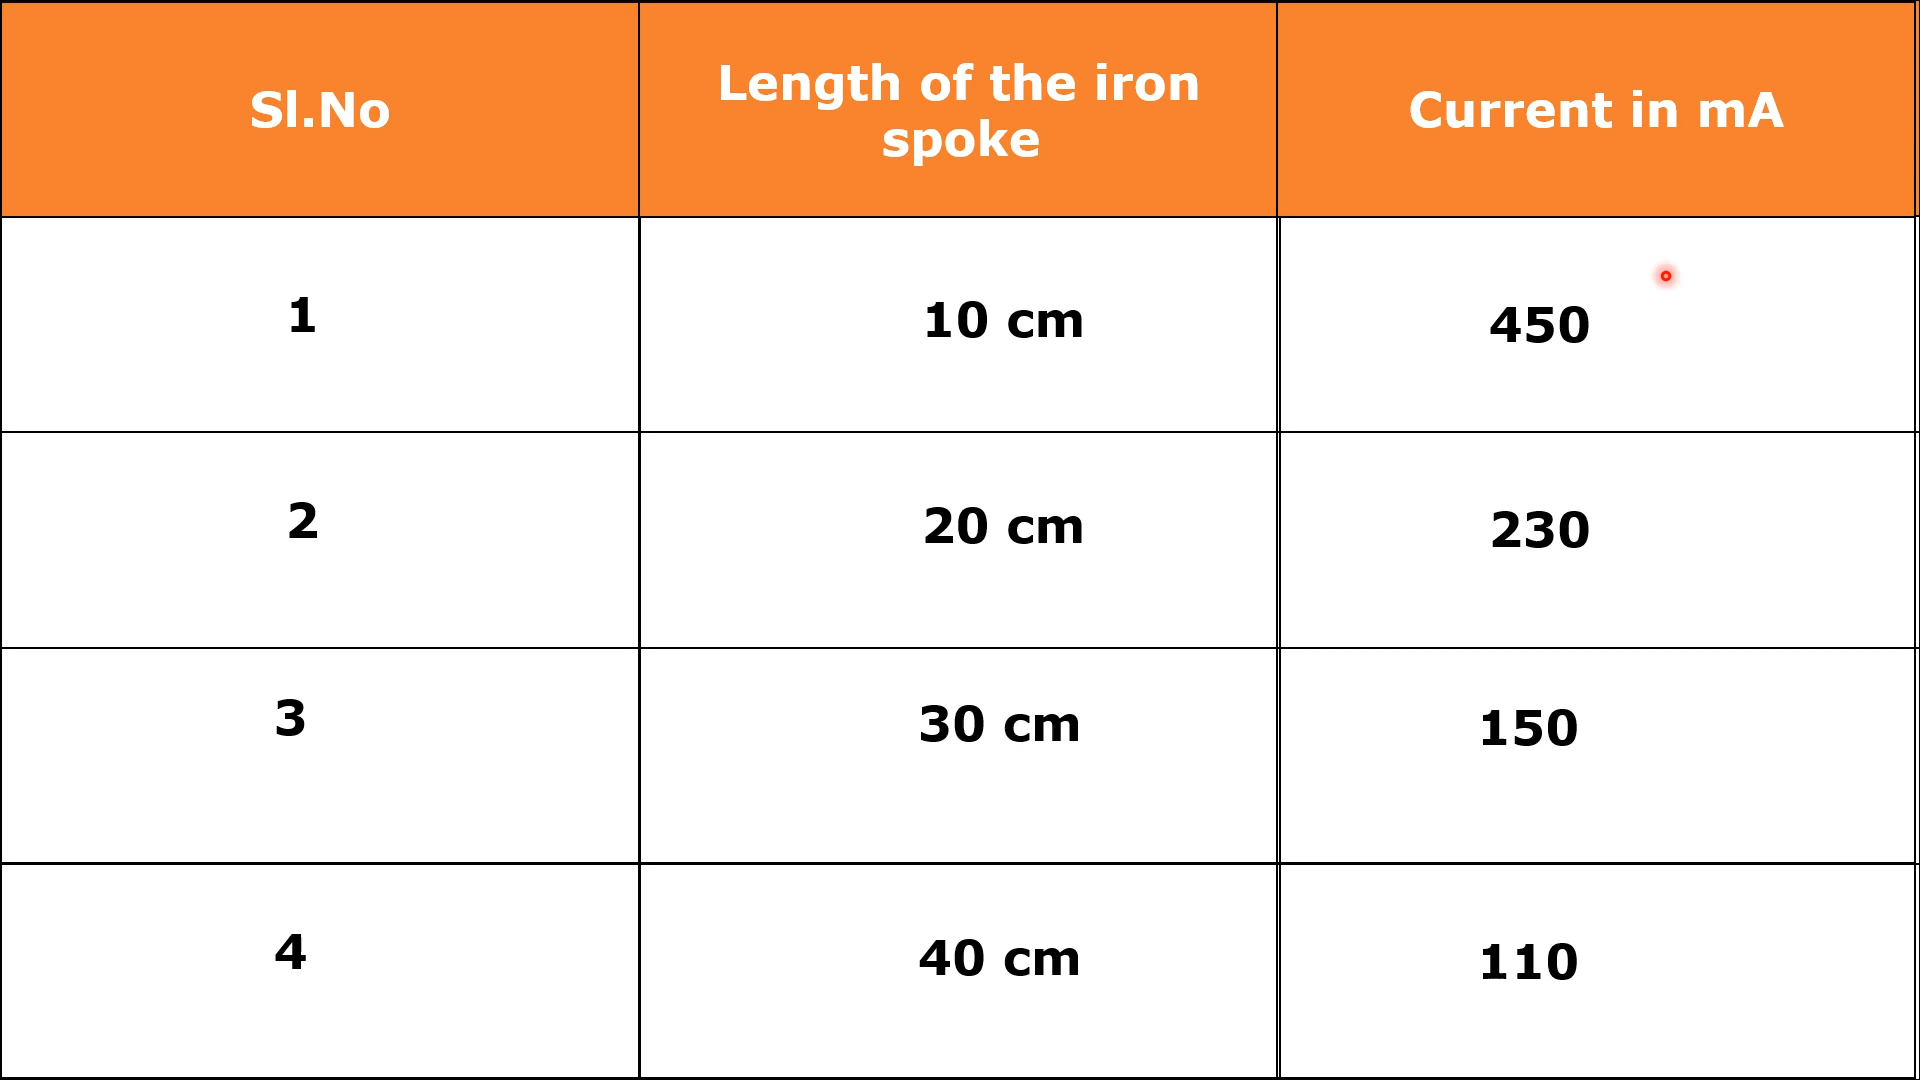 Sl.No
Length of the iron
spoke
Current in mA
1
10 cm
450
2
20 cm
230
3
30 cm
150
4
40 cm
110